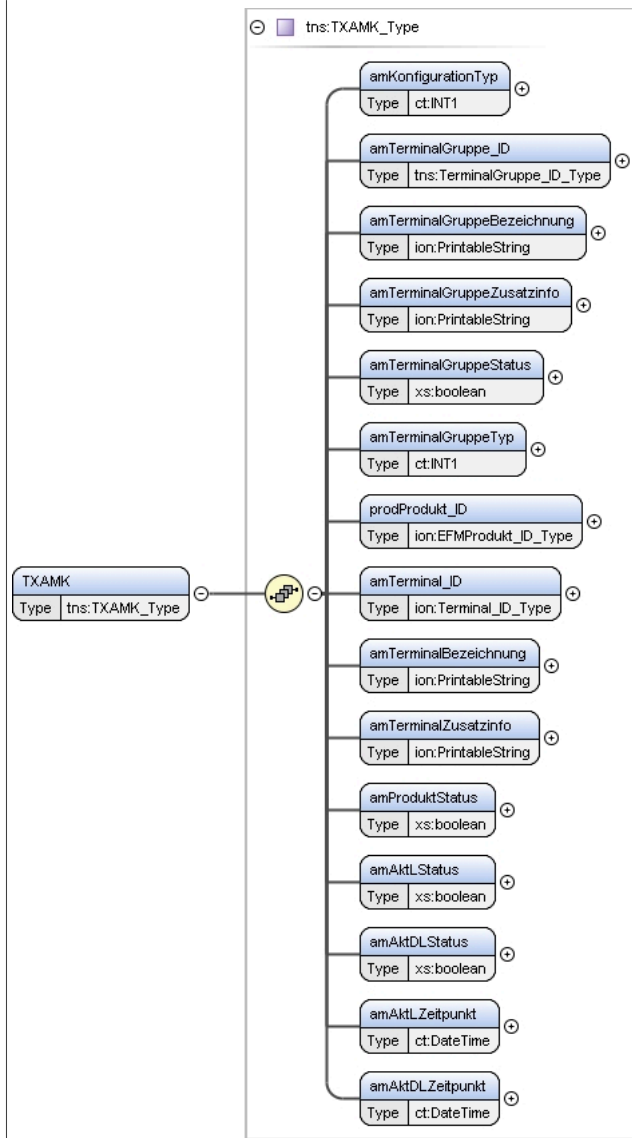 tns:TXAMK_Type
amKonfigurationTyp
Type ct:INT1
amTerminalGruppe_ID
Type tns:TerminalGruppe_ID_Type
amTerminalGruppeBezeichnung
Type ion:PrintableString
amTerminalGruppeZusatzinfo
Type ion:PrintableString
amTerminalGruppeStatus
Type xs:boolean
amTerminalGruppeTyp
Type ct:INT1
prodProdukt_ID
Type ion:EFMProdukt_ID_Type
TXAMK
Type tns:TXAMK_Type
amTerminal_ID
Type ion:Terminal_ID_Type
amTerminalBezeichnung
Type ion:PrintableString
amTerminalZusatzinfo
Type ion:PrintableString
amProduktStatus
Type xs:boolean
amAktLStatus
Type xs:boolean
amAktDLStatus
Type xs:boolean
amAktLZeitpunkt
Type ct:DateTime
amAktDLZeitpunkt
Type ct:DateTime